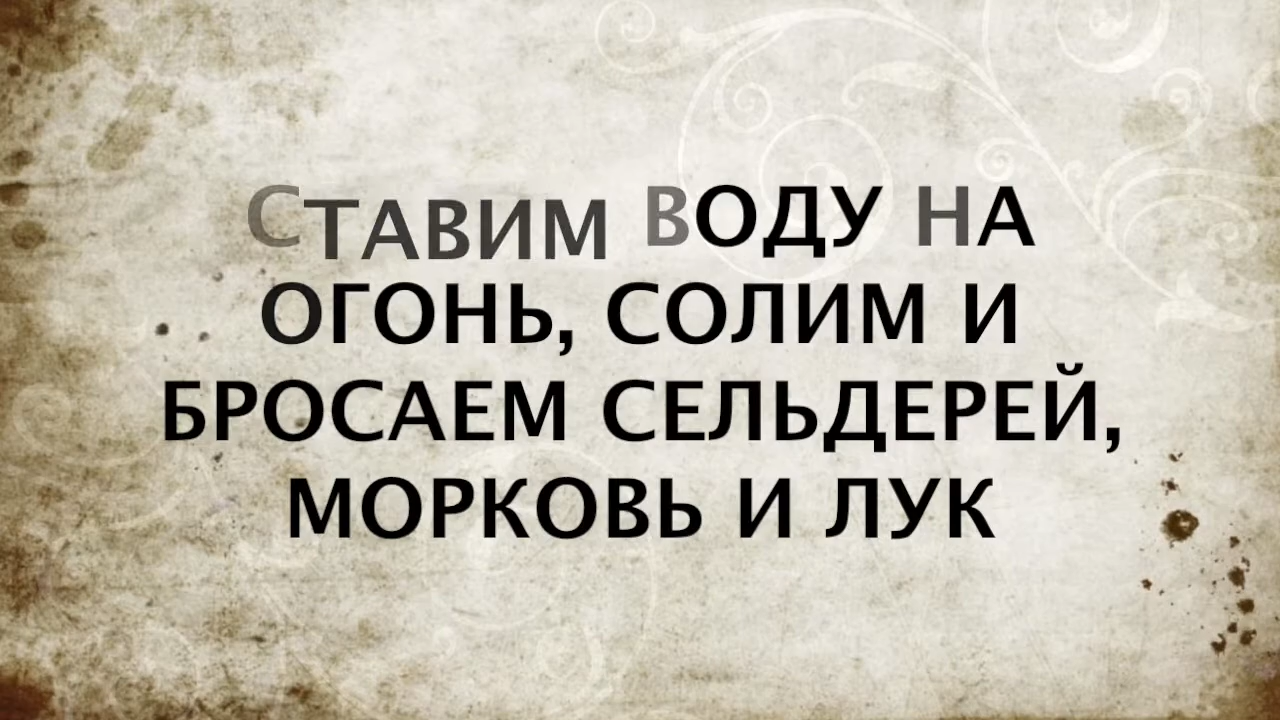 СТАВИМ ВОДУ НА
ОГОНЬ, СОЛИМ И
БРОСАЕМ СЕЛЬДЕРЕЙ,
МОРКОВЬ И ЛУК